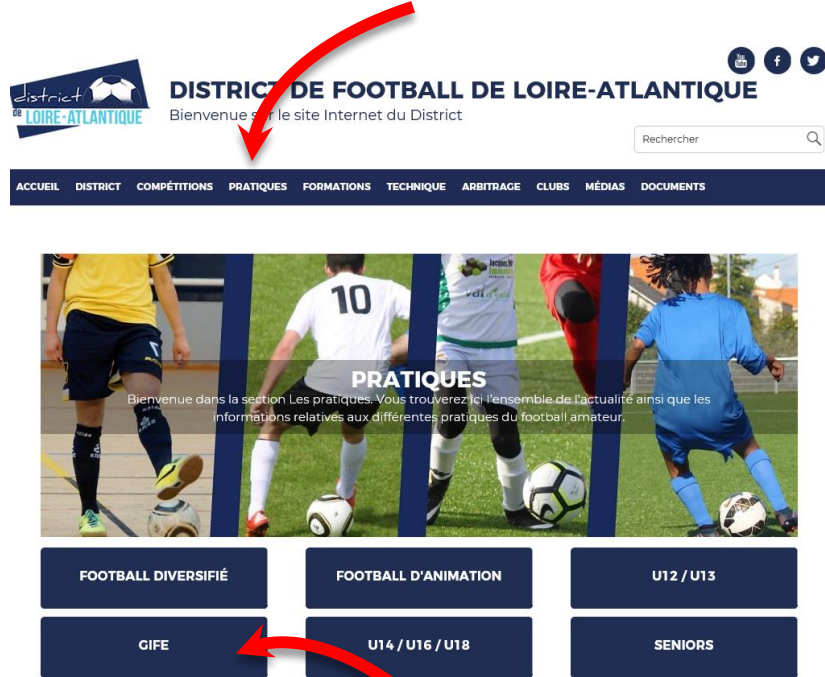 district
de LOIRE-ATLANTIQUE
DISTRICT DE FOOTBALL DE LOIRE-ATLANTIQUE
Bienvenue sur le site Internet du District
You
Tube
Rechercher
ACCUEIL DISTRICT COMPÉTITIONS PRATIQUES FORMATIONS TECHNIQUE ARBITRAGE CLUBS MÉDIAS DOCUMENTS
10
PRATIQUES
Bienvenue dans la section Les pratiques. Vous trouverez ici l'ensemble de l'actualité ainsi que les
informations relatives aux différentes pratiques du football amateur.
FOOTBALL DIVERSIFIÉ
FOOTBALL D'ANIMATION
U12 / U13
GIFE
U14 / U16 / U18
SENIORS